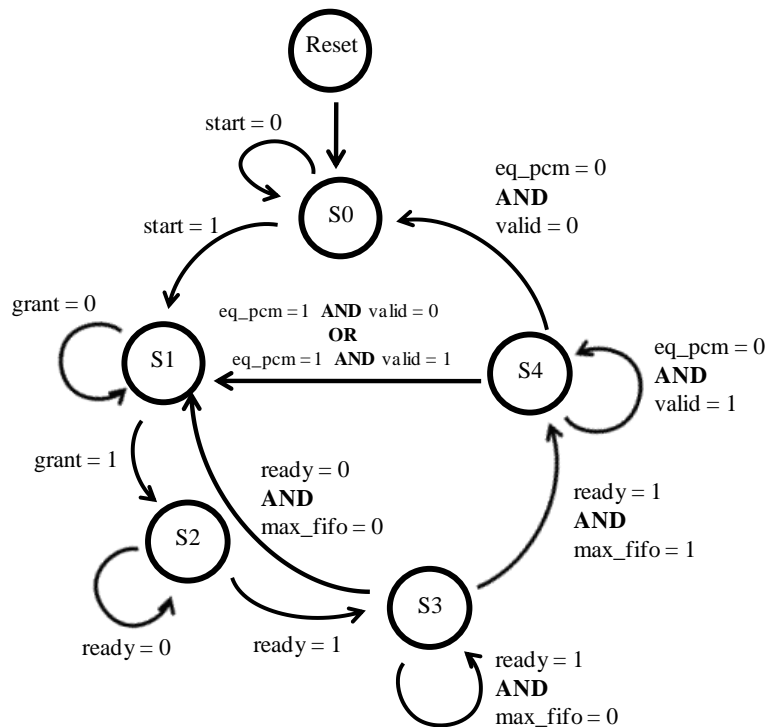 Reset
start = 0
S0
eq_pcm = 0
AND
valid = 0
start = 1
grant = 0
S1
eq_pcm = 1 AND valid = 0
OR
eq_pcm = 1 AND valid = 1
S4
eq_pcm = 0
AND
valid = 1
grant = 1
ready = 0
AND
max_fifo = 0
ready = 1
AND
max_fifo = 1
S2
S3
ready = 0
ready = 1
ready = 1
AND
max_fifo = 0